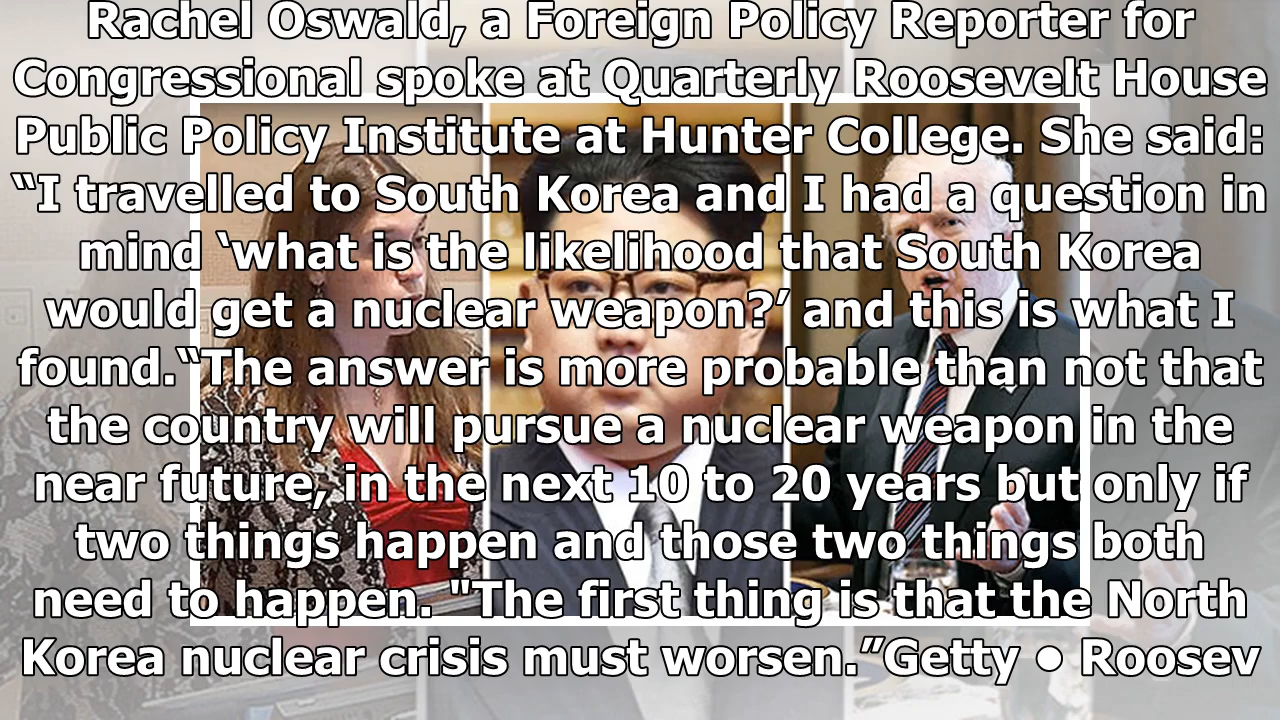 Rachel Oswald, a Foreign Policy Reporter for
Congressional spoke at Quarterly Roosevelt House
Public Policy Institute at Hunter College. She said:
“I travelled to South Korea and I had a question in
mind ‘what is the likelihood that South Korea
would get a nuclear weapon?’ and this is what I
found.“The answer is more probable than not that
the country will pursue a nuclear weapon in the
near future, in the next 10 to 20 years but only if
two things happen and those two things both
need to happen. "The first thing is that the North
Korea nuclear crisis must worsen.”Getty • Roosev